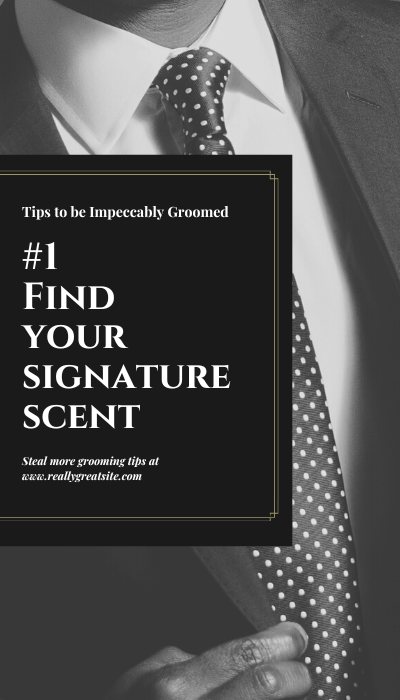 Tips to be Impeccably Groomed
#1
Find
your
signature
scent
Steal more grooming tips at
www.reallygreatsite.com